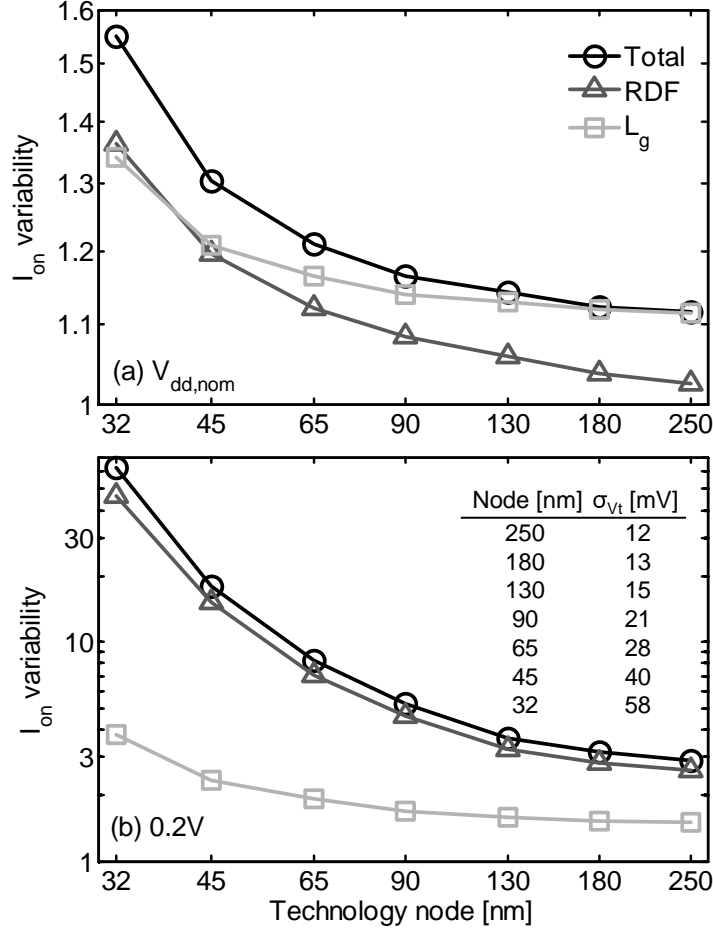 1.6
1.5
1.4
1.3
1.2
1.1
1
I_on variability
Total
RDF
L_g
(a) V_dd,nom
32 45 65 90 130 180 250
30
10
3
1
I_on variability
Node [nm] σ_Vt [mV]
250 12
180 13
130 15
90 21
65 28
45 40
32 58
(b) 0.2V
32 45 65 90 130 180 250
Technology node [nm]